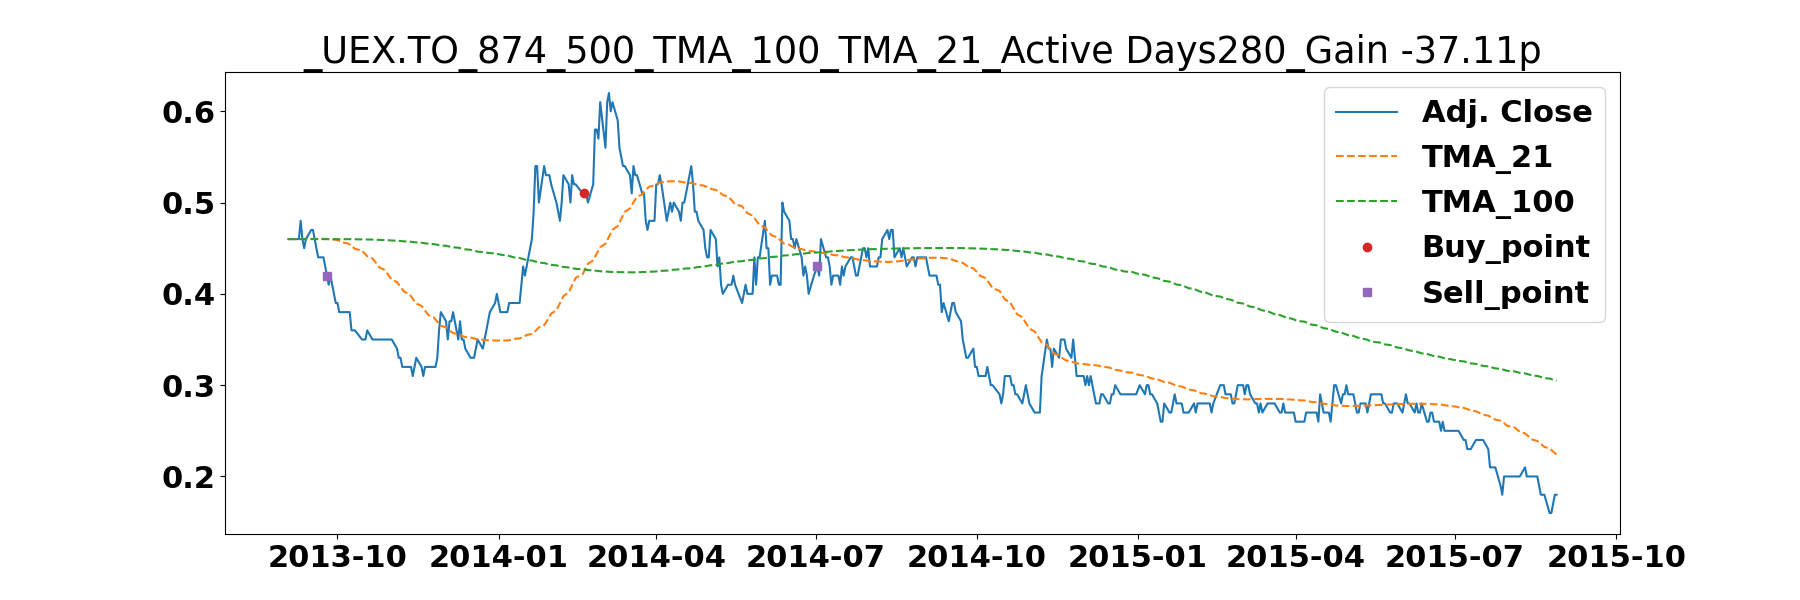 _UEX.TO_874_500_TMA_100_TMA_21_Active Days280_Gain -37.11p
0.6
0.5
0.4
0.3
0.2
Adj. Close
TMA_21
TMA_100
Buy_point
Sell_point
2013-10 2014-01 2014-04 2014-07 2014-10 2015-01 2015-04 2015-07 2015-10